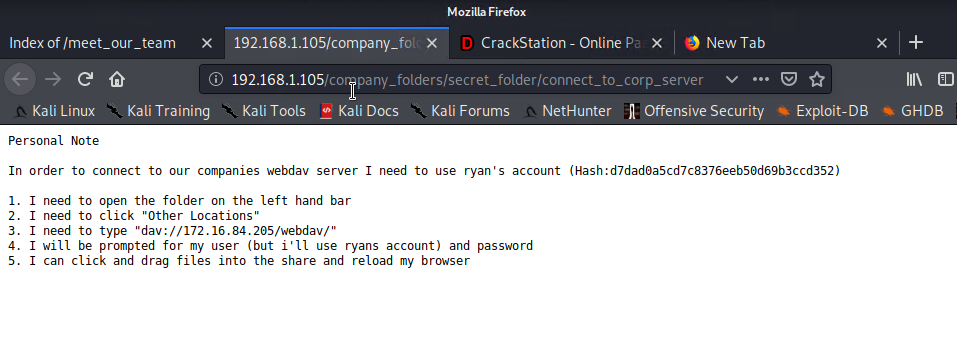 Mozilla Firefox
Index of /meet_our_team
192.168.1.105/company_fol
CrackStation - Online Pa
New Tab
192.168.1.105/company_folders/secret_folder/connect_to_corp_server
Kali Linux Kali Training Kali Tools Kali Docs Kali Forums NetHunter Offensive Security Exploit-DB GHDB
Personal Note
In order to connect to our companies webdav server I need to use ryan's account (Hash:d7dad0a5cd7c8376eeb50d69b3ccd352)
1. I need to open the folder on the left hand bar
2. I need to click "Other Locations"
3. I need to type "dav://172.16.84.205/webdav/"
4. I will be prompted for my user (but i'll use ryans account) and password
5. I can click and drag files into the share and reload my browser